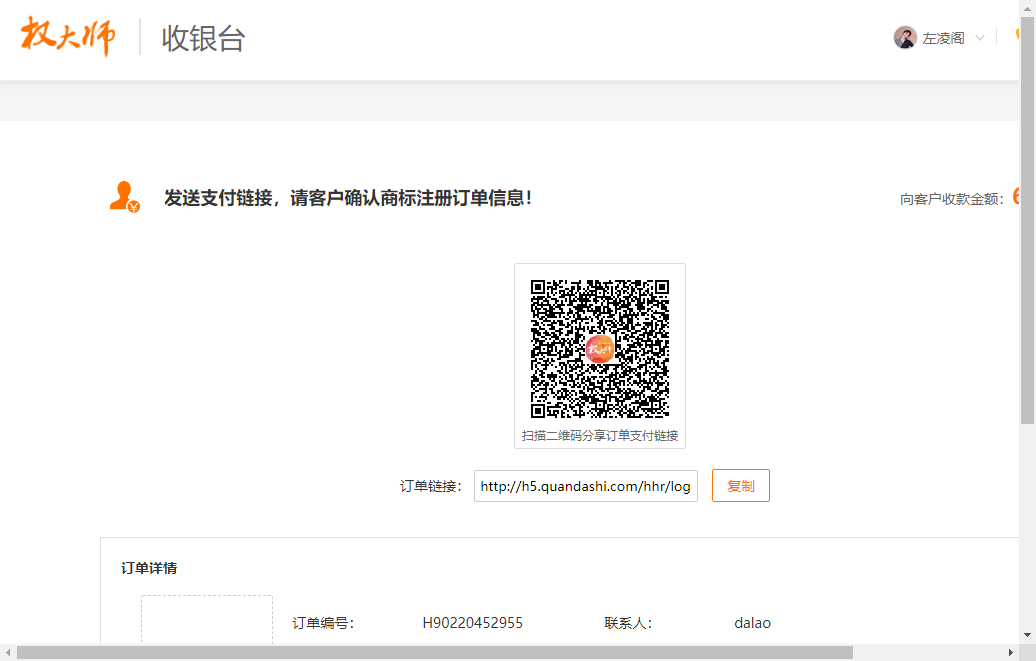 权大师 收银台 左凌阁
发送支付链接，请客户确认商标注册订单信息！ 向客户收款金额：
权大师
扫描二维码分享订单支付链接
订单链接： http://h5.quandashi.com/hhr/log 复制
订单详情
订单编号： H90220452955 联系人： dalao